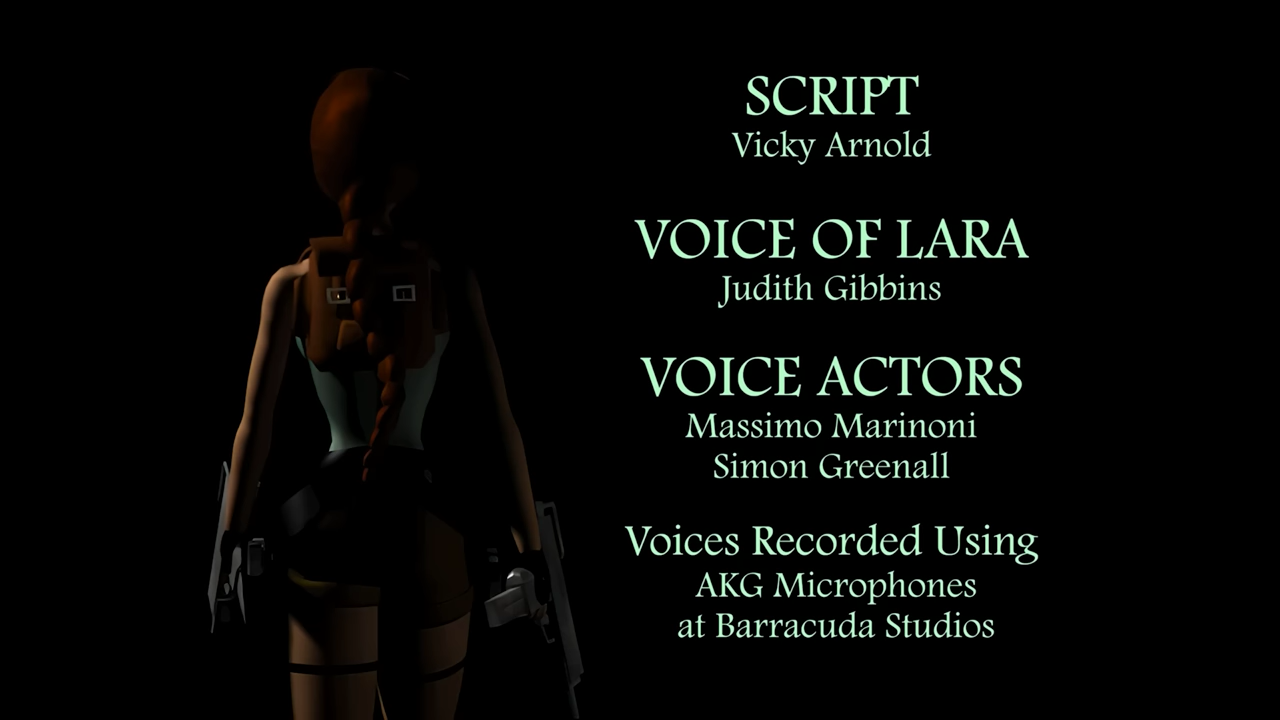 SCRIPT
Vicky Arnold
VOICE OF LARA
Judith Gibbins
VOICE ACTORS
Massimo Marinoni
Simon Greenall
Voices Recorded Using
AKG Microphones
at Barracuda Studios